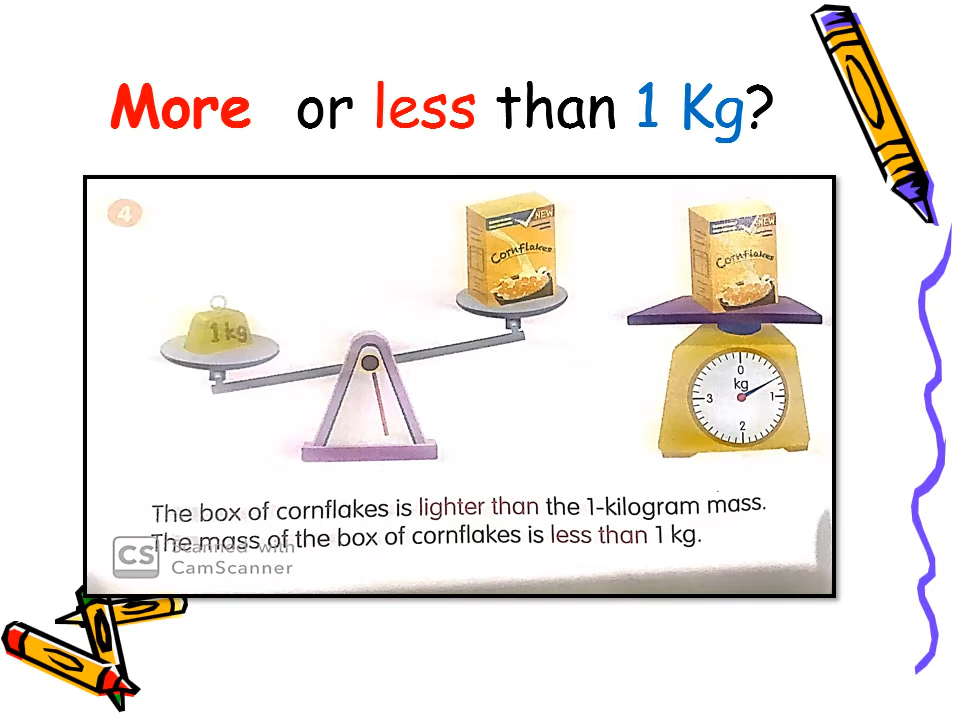 More or less than 1 Kg?
4
NEW
Cornflakes
1 kg
NEW
Cornflakes
0
kg
3
1
2
The box of cornflakes is lighter than the 1-kilogram mass.
The mass of the box of cornflakes is less than 1 kg.
CS Scanned with
CamScanner